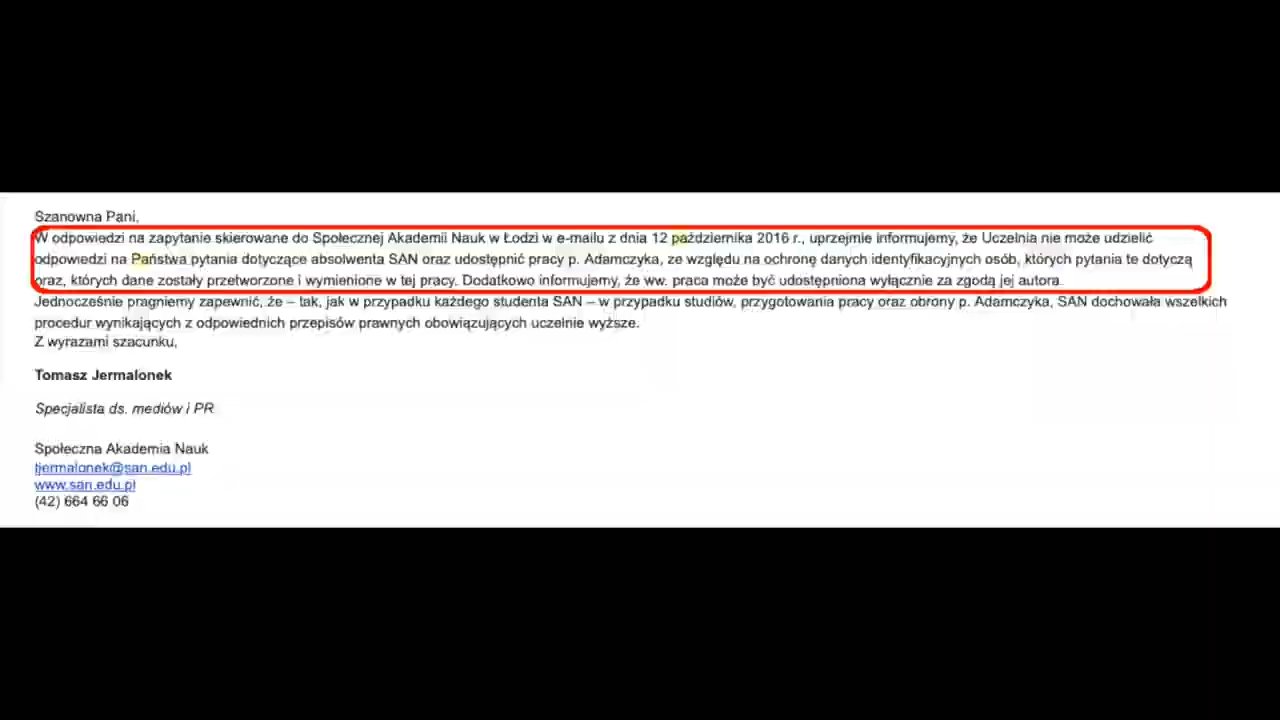 Szanowna Pani,
W odpowiedzi na zapytanie skierowane do Społecznej Akademii Nauk w Łodzi w e-mailu z dnia 12 października 2016 r., uprzejmie informujemy, że Uczelnia nie może udzielić
odpowiedzi na Państwa pytania dotyczące absolwenta SAN oraz udostępnić pracy p. Adamczyka, ze względu na ochronę danych identyfikacyjnych osób, których pytania te dotyczą
oraz, których dane zostały przetworzone i wymienione w tej pracy. Dodatkowo informujemy, że ww. praca może być udostępniona wyłącznie za zgodą jej autora.
Jednocześnie pragniemy zapewnić, że – tak, jak w przypadku każdego studenta SAN – w przypadku studiów, przygotowania pracy oraz obrony p. Adamczyka, SAN dochowała wszelkich
procedur wynikających z odpowiednich przepisów prawnych obowiązujących uczelnie wyższe.
Z wyrazami szacunku,
Tomasz Jermalonek
Specjalista ds. mediów i PR
Społeczna Akademia Nauk
tjermalonek@san.edu.pl
www.san.edu.pl
(42) 664 66 06